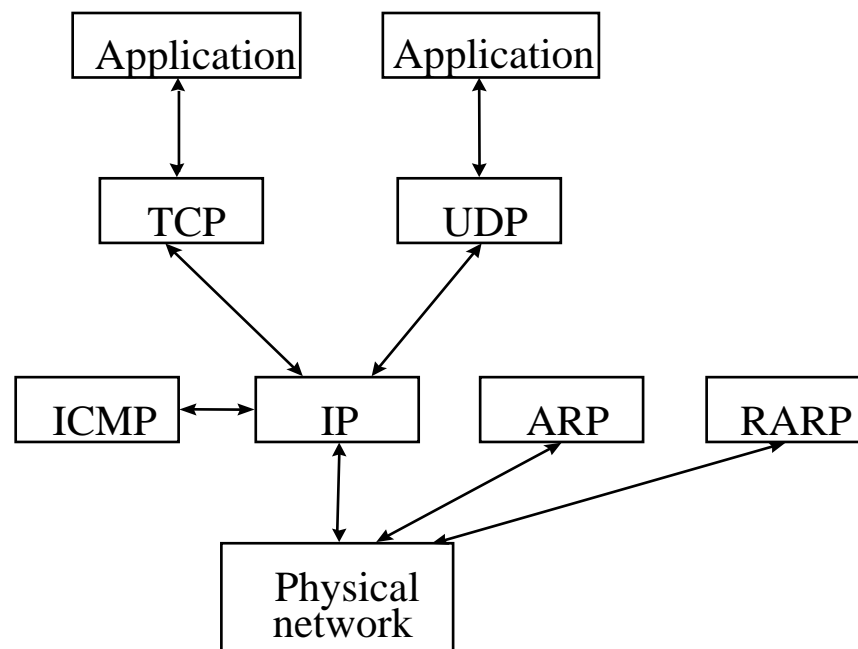 Application
Application
TCP
UDP
ICMP
IP
ARP
RARP
Physical
network